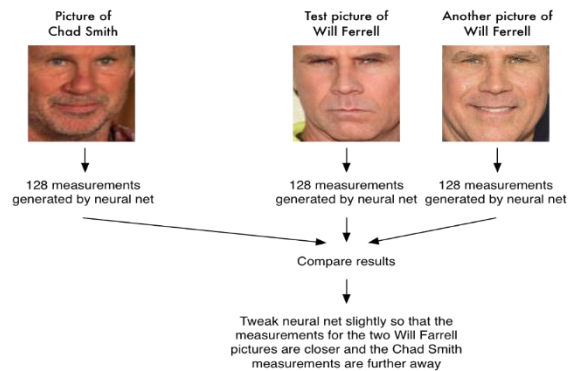 Picture of
Chad Smith
Test picture of
Will Ferrell
Another picture of
Will Ferrell
128 measurements
generated by neural net
128 measurements
generated by neural net
128 measurements
generated by neural net
Compare results
Tweak neural net slightly so that the
measurements for the two Will Farrell
pictures are closer and the Chad Smith
measurements are further away